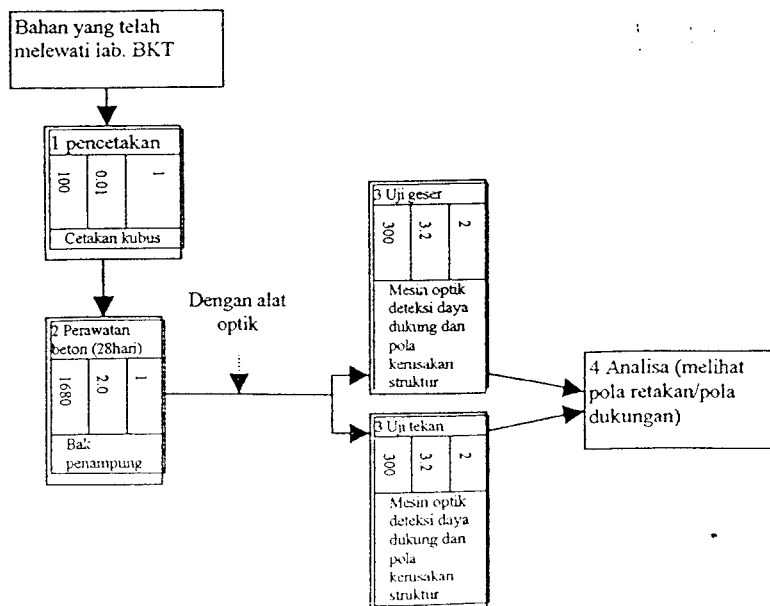 Bahan yang telah
melewati lab. BKT
1 pencetakan
100
0.01
1
Cetakan kubus
2 Perawatan
beton (28hari)
1680
2.0
1
Bak
penampung
Dengan alat
optik
3 Uji geser
300
3.2
2
Mesin optik
deteksi daya
dukung dan
pola
kerusakan
struktur
3 Uji tekan
300
3.2
2
Mesin optik
deteksi daya
dukung dan
pola
kerusakan
struktur
4 Analisa (melihat
pola retakan/pola
dukungan)